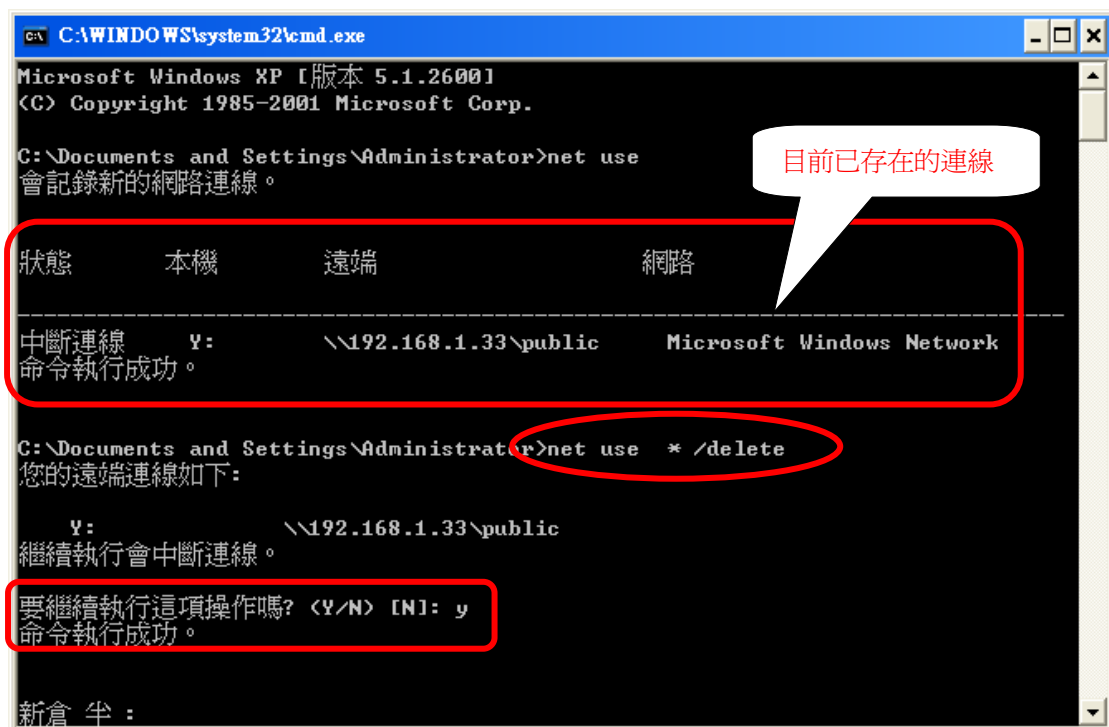 C:\WINDOWS\system32\cmd.exe
Microsoft Windows XP [版本 5.1.2600]
(C) Copyright 1985-2001 Microsoft Corp.
C:\Documents and Settings\Administrator>net use
會記錄新的網路連線。
目前已存在的連線
狀態 本機 遠端 網路
-------------------------------------------------------------------------------
中斷連線 Y: \\192.168.1.33\public Microsoft Windows Network
命令執行成功。
C:\Documents and Settings\Administrator>net use * /delete
您的遠端連線如下:
Y: \\192.168.1.33\public
繼續執行會中斷連線。
要繼續執行這項操作嗎? (Y/N) [N]: y
命令執行成功。
新倉 半 :